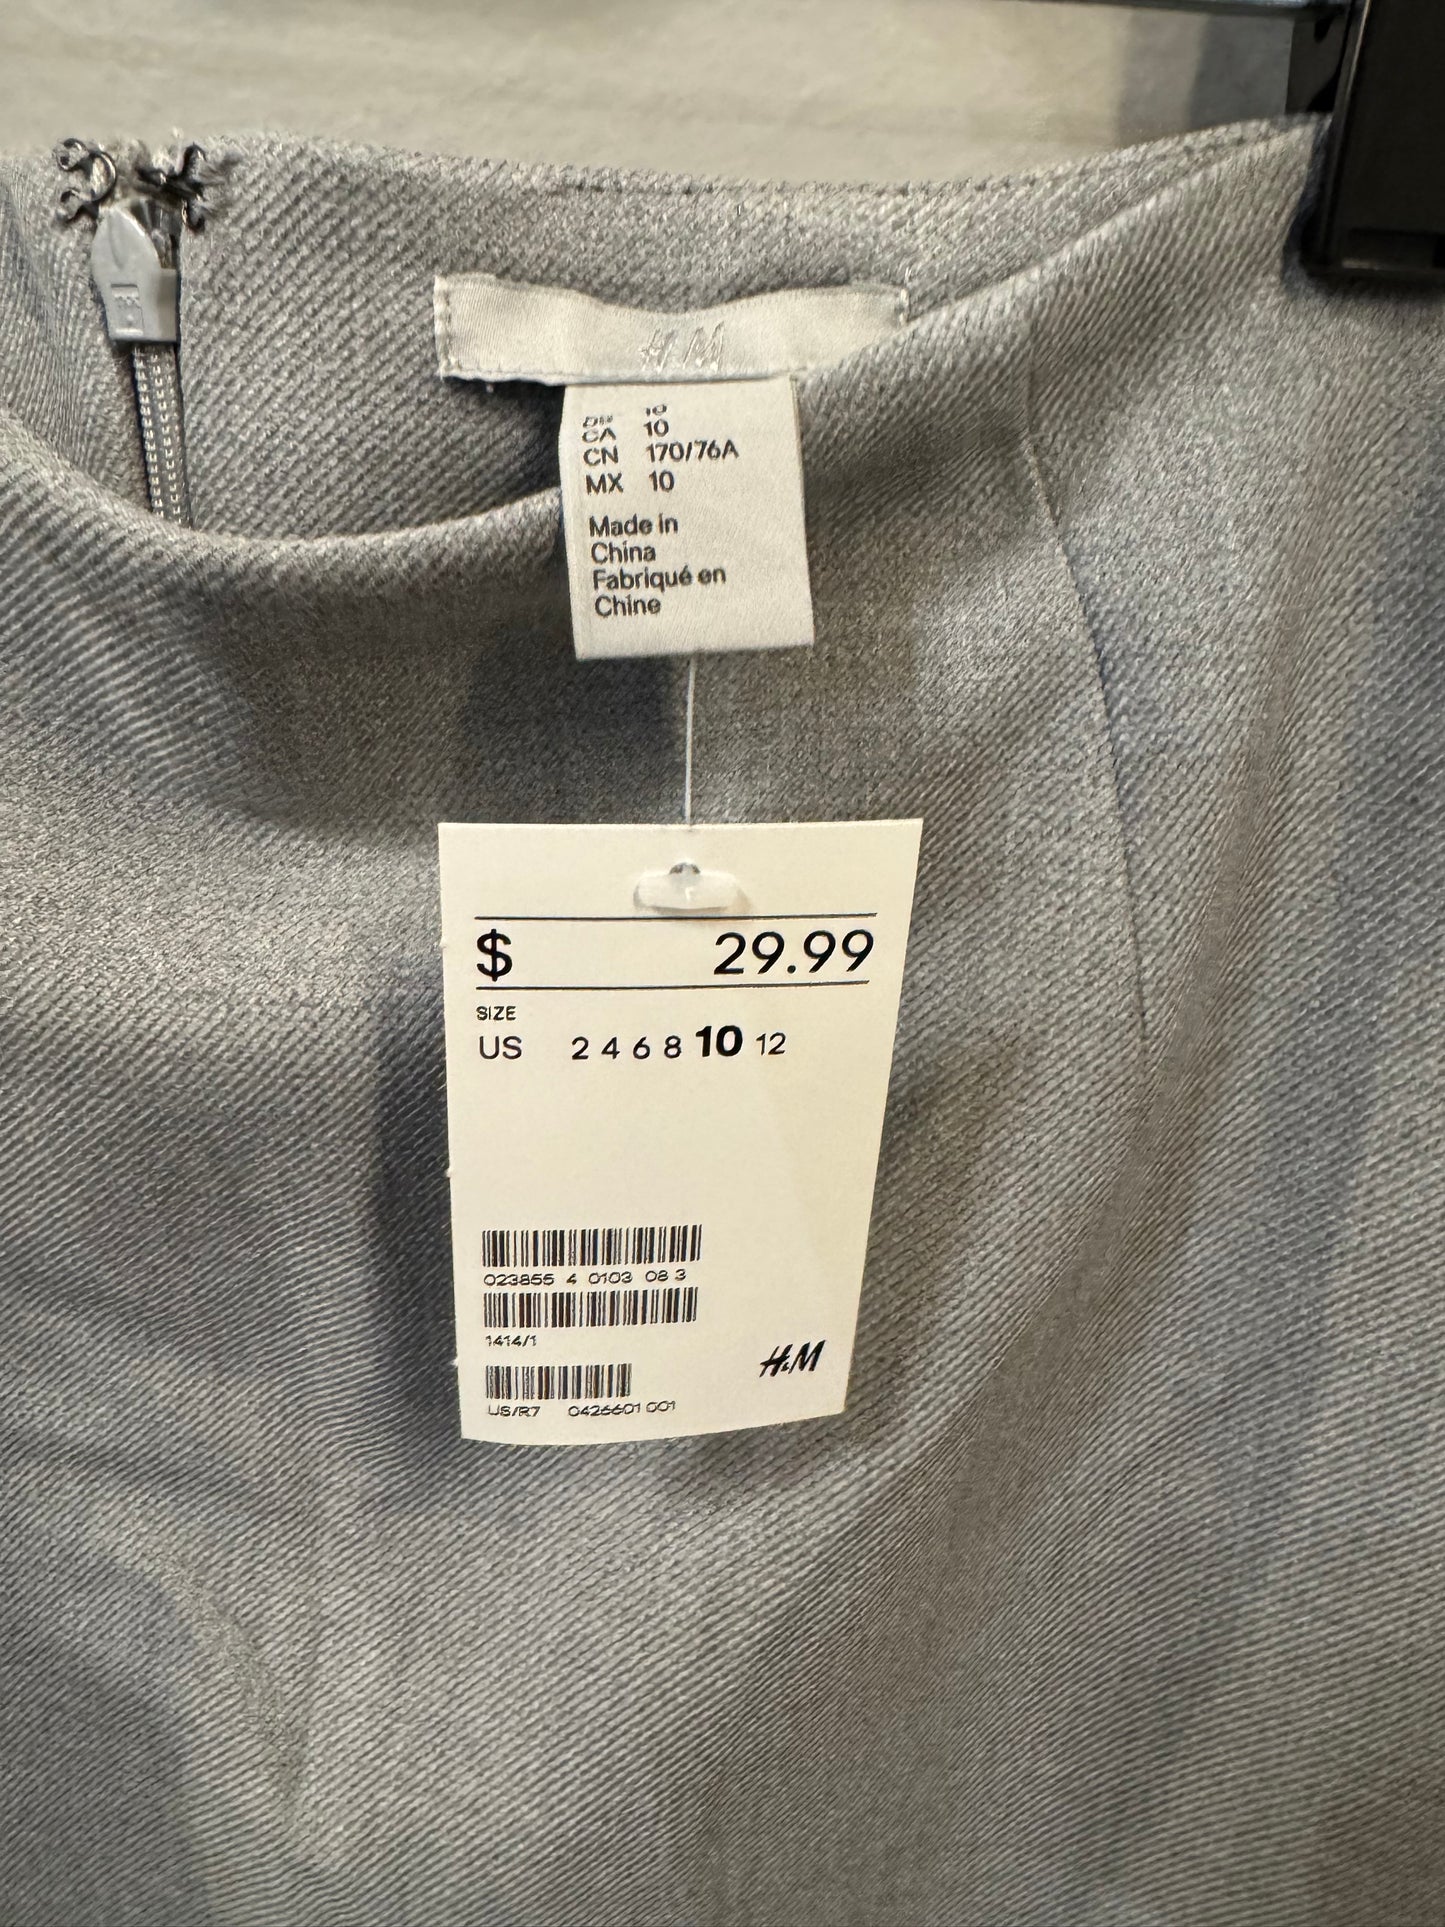 H&M
10
CA 10
CN 170/76A
MX 10
Made in
China
Fabriqué en
Chine
$ 29.99
SIZE
US 2 4 6 8 10 12
023855 4 0103 08 3
1414/1
H&M
US/R7 0426601 001